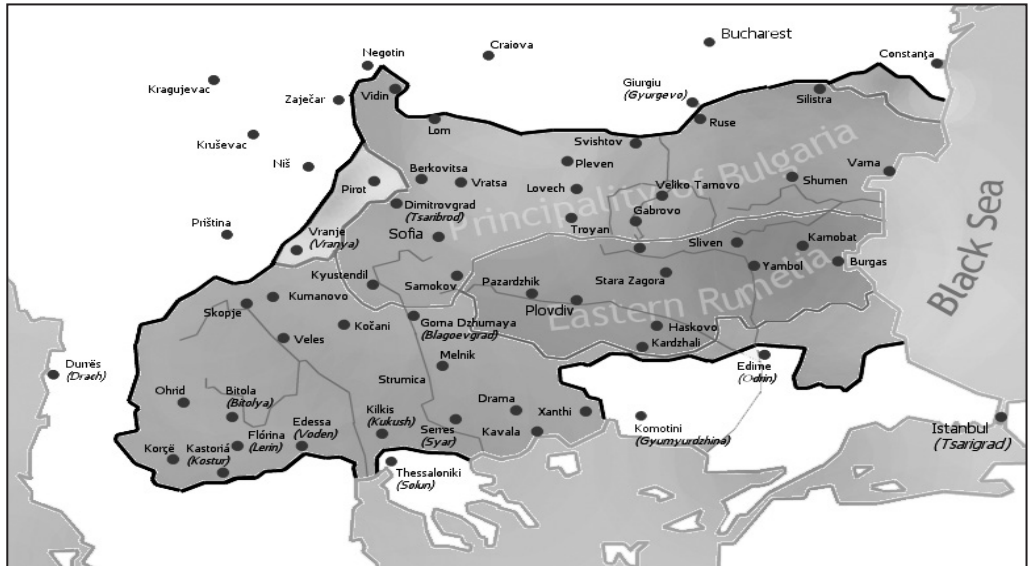 Bucharest
Craiova
Negotin
Constanţa
Kragujevac
Zaječar
Vidin
Giurgiu
(Gyurgevo)
Silistra
Lom
Ruse
Kruševac
Svishtov
Niš
Pleven
Varna
Pirot
Berkovitsa
Vratsa
Lovech
Veliko Tarnovo
Shumen
Principality of Bulgaria
Dimitrovgrad
(Tsaribrod)
Gabrovo
Priština
Vranje
(Vranya)
Sofia
Troyan
Sliven
Karnobat
Black Sea
Kyustendil
Samokov
Pazardzhik
Stara Zagora
Yambol
Burgas
Kumanovo
Skopje
Plovdiv
Eastern Rumelia
Kočani
Gorna Dzhumaya
(Blagoevgrad)
Haskovo
Veles
Kardzhali
Melnik
Durrës
(Drach)
Edirne
(Odrin)
Strumica
Ohrid
Bitola
(Bitolya)
Drama
Xanthi
Edessa
(Voden)
Kilkis
(Kukush)
Serres
(Syar)
Kavala
Komotini
(Gyumyurdzhina)
Istanbul
(Tsarigrad)
Flórina
(Lerin)
Korçë
Kastoriá
(Kostur)
Thessaloniki
(Solun)